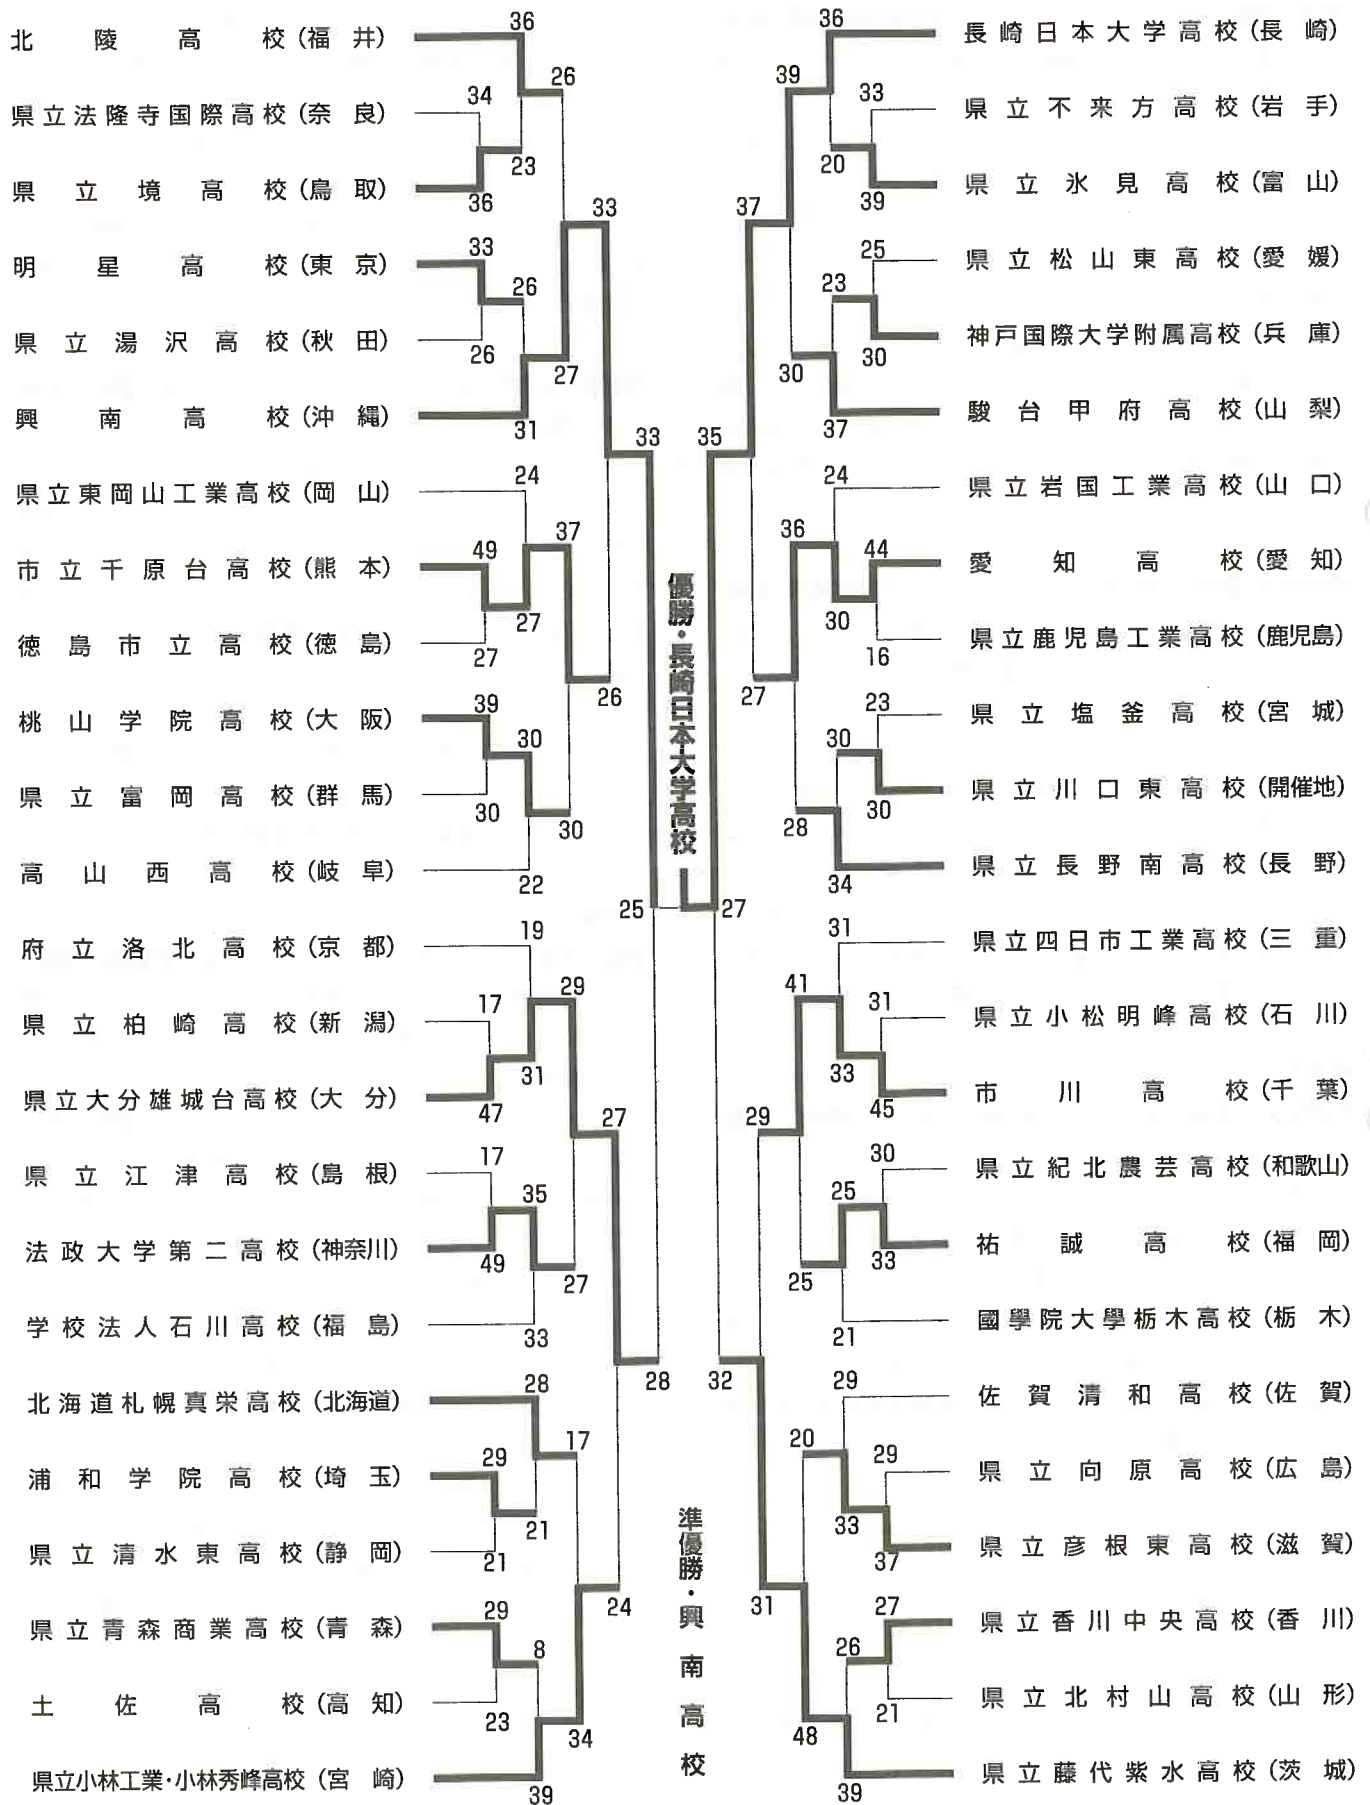 北陵高校(福井)
県立法隆寺国際高校(奈良)
県立境高校(鳥取)
明星高校(東京)
県立湯沢高校(秋田)
興南高校(沖縄)
県立東岡山工業高校(岡山)
市立千原台高校(熊本)
徳島市立高校(徳島)
桃山学院高校(大阪)
県立富岡高校(群馬)
高山西高校(岐阜)
府立洛北高校(京都)
県立柏崎高校(新潟)
県立大分雄城台高校(大分)
県立江津高校(島根)
法政大学第二高校(神奈川)
学校法人石川高校(福島)
北海道札幌真栄高校(北海道)
浦和学院高校(埼玉)
県立清水東高校(静岡)
県立青森商業高校(青森)
土佐高校(高知)
県立小林工業・小林秀峰高校(宮崎)
36
34
23
36
26
33
26
26
31
27
33
24
49
27
27
37
39
30
30
22
30
26
33
19
17
47
31
29
17
49
35
33
27
27
28
29
21
21
17
29
23
8
39
34
24
28
25
優勝・長崎日本大学高校
27
準優勝・興南高校
36
33
39
20
39
25
30
23
37
30
37
24
44
16
30
36
23
30
30
34
28
27
35
31
31
45
33
41
30
33
25
21
25
29
29
29
37
33
20
27
21
26
39
48
31
32
長崎日本大学高校(長崎)
県立不来方高校(岩手)
県立氷見高校(富山)
県立松山東高校(愛媛)
神戸国際大学附属高校(兵庫)
駿台甲府高校(山梨)
県立岩国工業高校(山口)
愛知高校(愛知)
県立鹿児島工業高校(鹿児島)
県立塩釜高校(宮城)
県立川口東高校(開催地)
県立長野南高校(長野)
県立四日市工業高校(三重)
県立小松明峰高校(石川)
市川高校(千葉)
県立紀北農芸高校(和歌山)
祐誠高校(福岡)
國學院大學栃木高校(栃木)
佐賀清和高校(佐賀)
県立向原高校(広島)
県立彦根東高校(滋賀)
県立香川中央高校(香川)
県立北村山高校(山形)
県立藤代紫水高校(茨城)